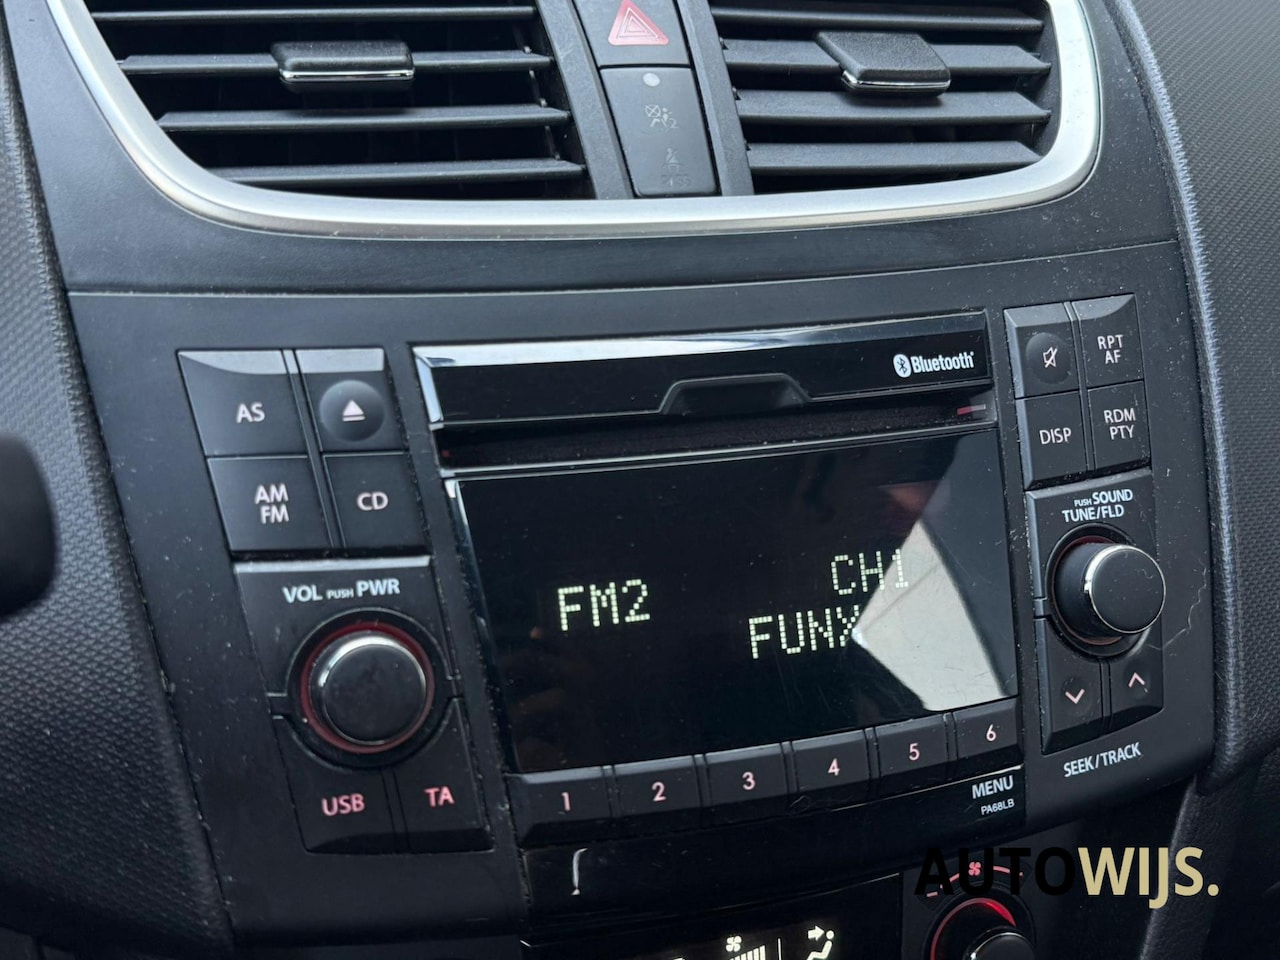 Bluetooth
AS
AM
FM
CD
RPT
AF
DISP
RDM
PTY
PUSH SOUND
TUNE/FLD
VOL PUSH PWR
FM2
CH1
FUNX
USB
TA
1
2
3
4
5
6
MENU
PA68LB
SEEK/TRACK
AUTOWIJS.